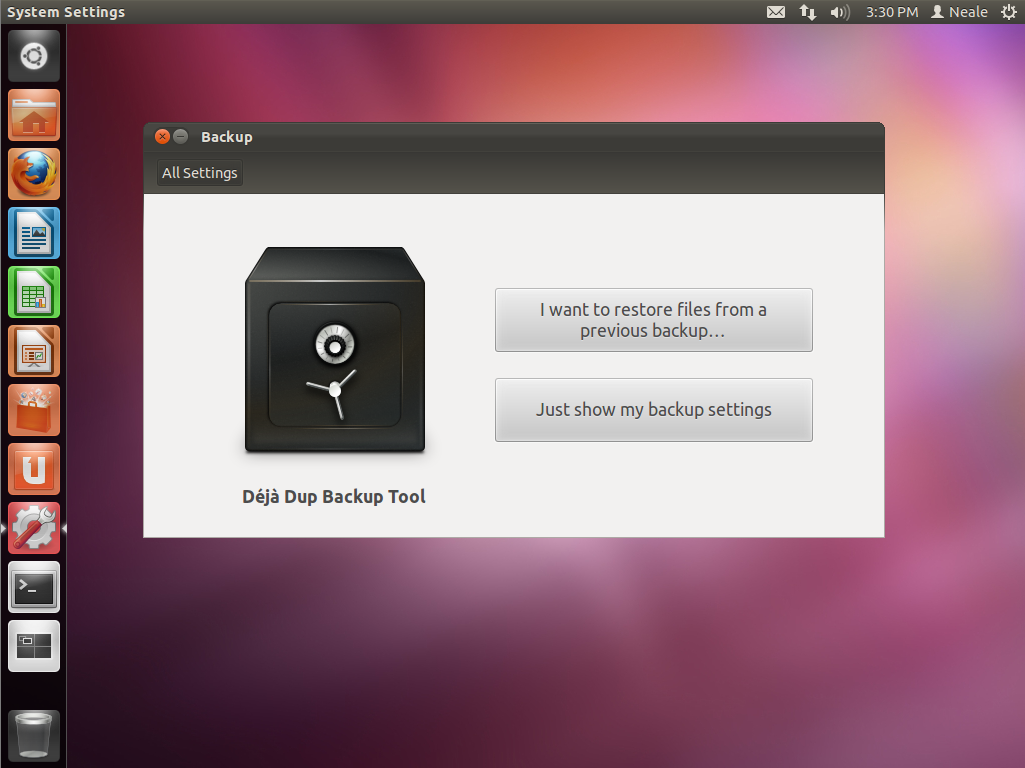 System Settings
3:30 PM
Neale
Backup
All Settings
I want to restore files from a
previous backup...
Just show my backup settings
Déjà Dup Backup Tool